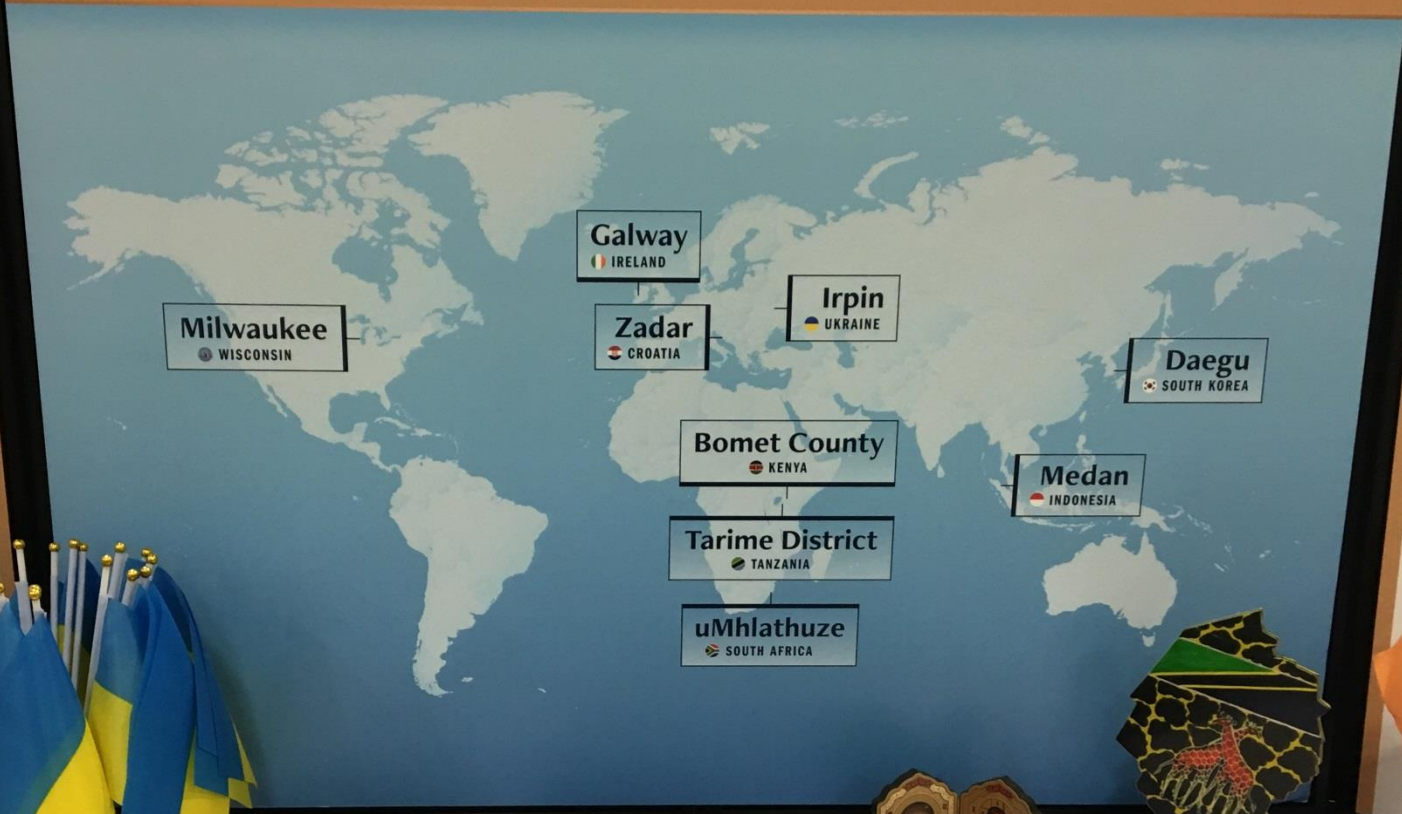 Galway
IRELAND
Irpin
UKRAINE
Milwaukee
WISCONSIN
Zadar
CROATIA
Daegu
SOUTH KOREA
Bomet County
KENYA
Medan
INDONESIA
Tarime District
TANZANIA
uMhlathuze
SOUTH AFRICA